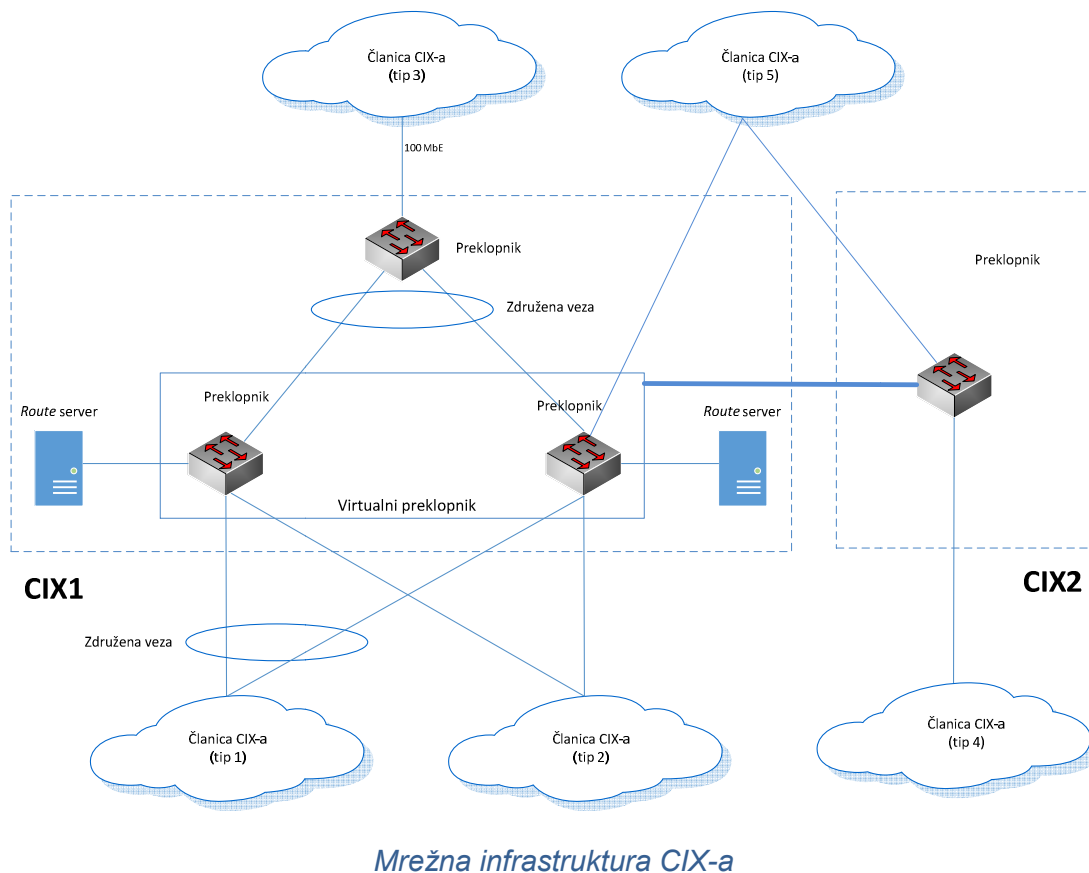 Članica CIX-a
(tip 3)
Članica CIX-a
(tip 5)
100 MbE
Preklopnik
Preklopnik
Združena veza
Preklopnik
Preklopnik
Route server
Route server
Virtualni preklopnik
CIX1
CIX2
Združena veza
Članica CIX-a
(tip 1)
Članica CIX-a
(tip 2)
Članica CIX-a
(tip 4)
Mrežna infrastruktura CIX-a